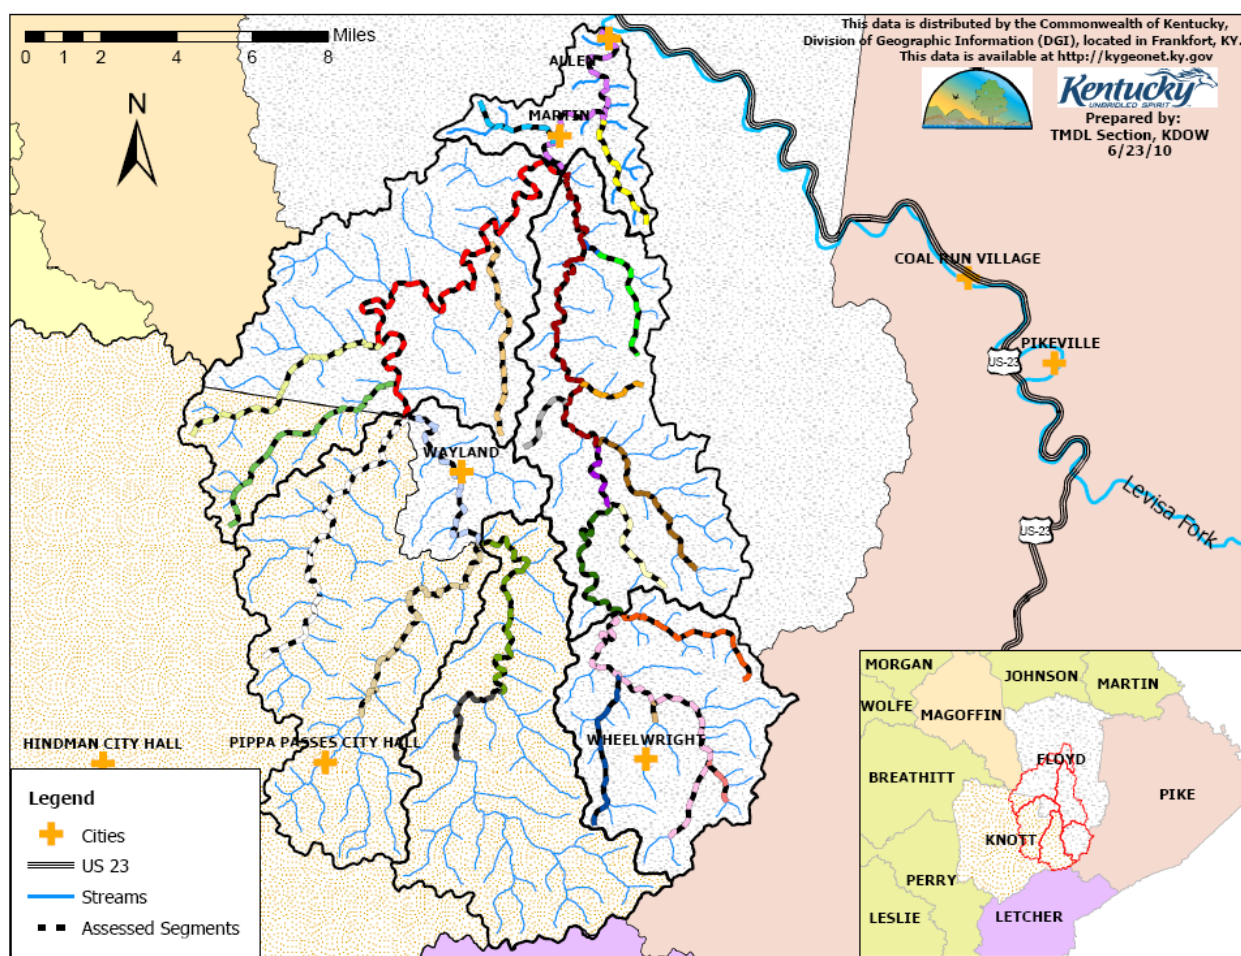 This data is distributed by the Commonwealth of Kentucky,
Division of Geographic Information (DGI), located in Frankfort, KY.
This data is available at http://kygeonet.ky.gov
Kentucky
UNBRIDLED SPIRIT
Prepared by:
TMDL Section, KDOW
6/23/10
Miles
0 1 2 4 6 8
N
ALLEN
MARTIN
COAL RUN VILLAGE
PIKEVILLE
US-23
WAYLAND
Levisa Fork
US-23
HINDMAN CITY HALL
PIPPA PASSES CITY HALL
WHEELWRIGHT
Legend
Cities
US 23
Streams
Assessed Segments
MORGAN
JOHNSON
MARTIN
WOLFE
MAGOFFIN
FLOYD
BREATHITT
PIKE
KNOTT
PERRY
LESLIE
LETCHER